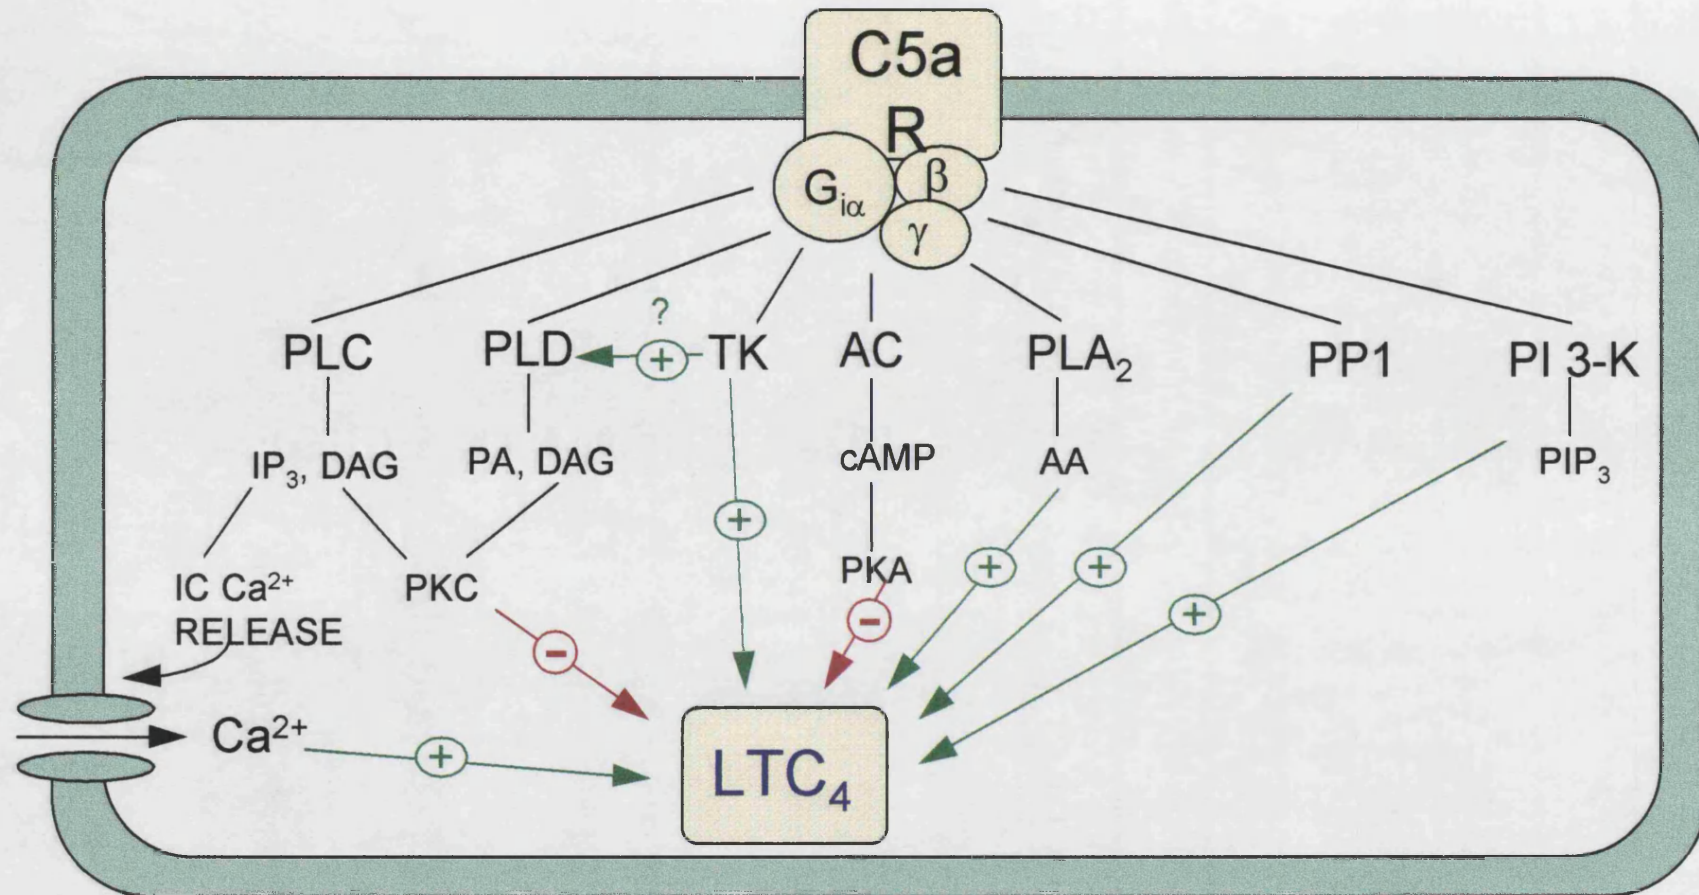 C5a
R
G_iα
β
γ
?
PLC
PLD
+
TK
AC
PLA₂
PP1
PI 3-K
IP₃, DAG
PA, DAG
cAMP
AA
PIP₃
+
IC Ca²⁺
RELEASE
PKC
PKA
+
+
+
-
-
Ca²⁺
+
LTC₄